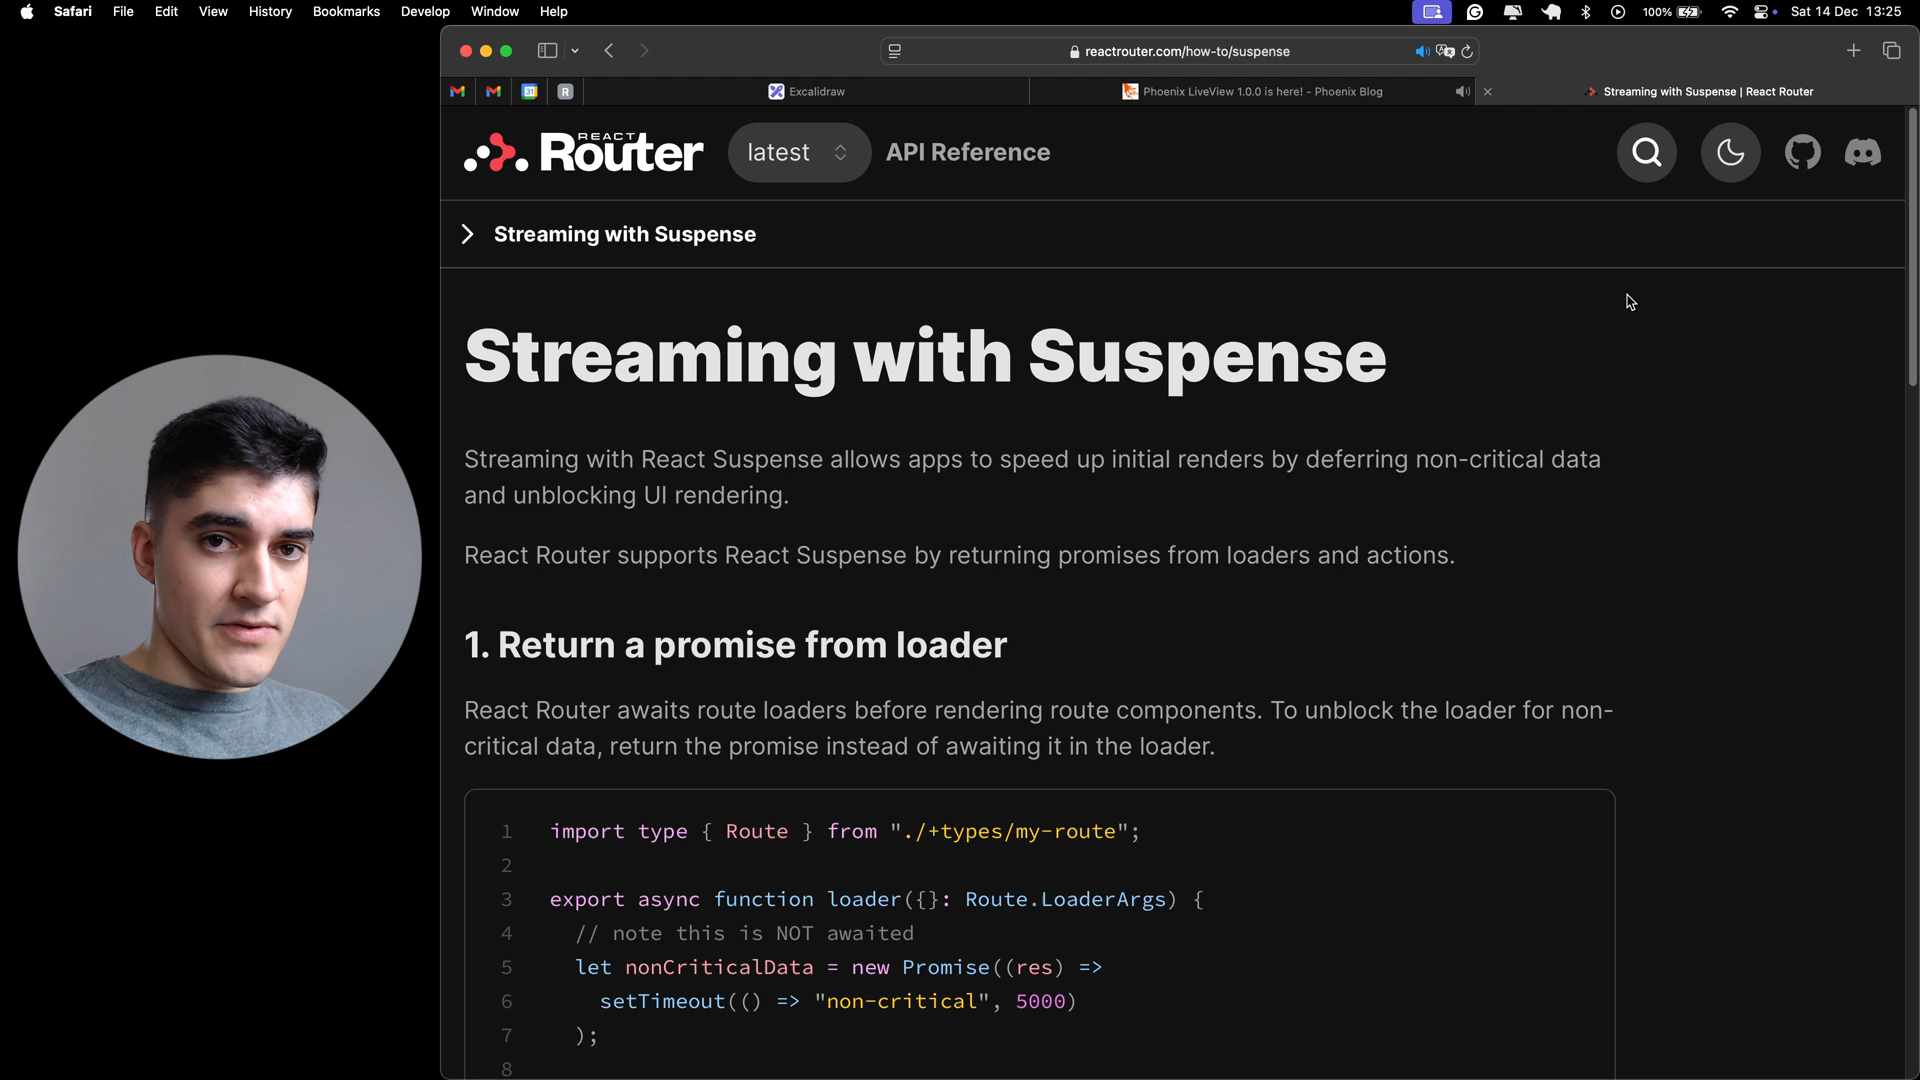 Safari File Edit View History Bookmarks Develop Window Help 100% Sat 14 Dec 13:25
reactrouter.com/how-to/suspense
31 R Excalidraw Phoenix LiveView 1.0.0 is here! - Phoenix Blog Streaming with Suspense | React Router
REACT
Router latest API Reference
Streaming with Suspense
Streaming with Suspense
Streaming with React Suspense allows apps to speed up initial renders by deferring non-critical data
and unblocking UI rendering.
React Router supports React Suspense by returning promises from loaders and actions.
1. Return a promise from loader
React Router awaits route loaders before rendering route components. To unblock the loader for non-
critical data, return the promise instead of awaiting it in the loader.
1 import type { Route } from "./+types/my-route";
2
3 export async function loader({}: Route.LoaderArgs) {
4 // note this is NOT awaited
5 let nonCriticalData = new Promise((res) =>
6 setTimeout(() => "non-critical", 5000)
7 );
8